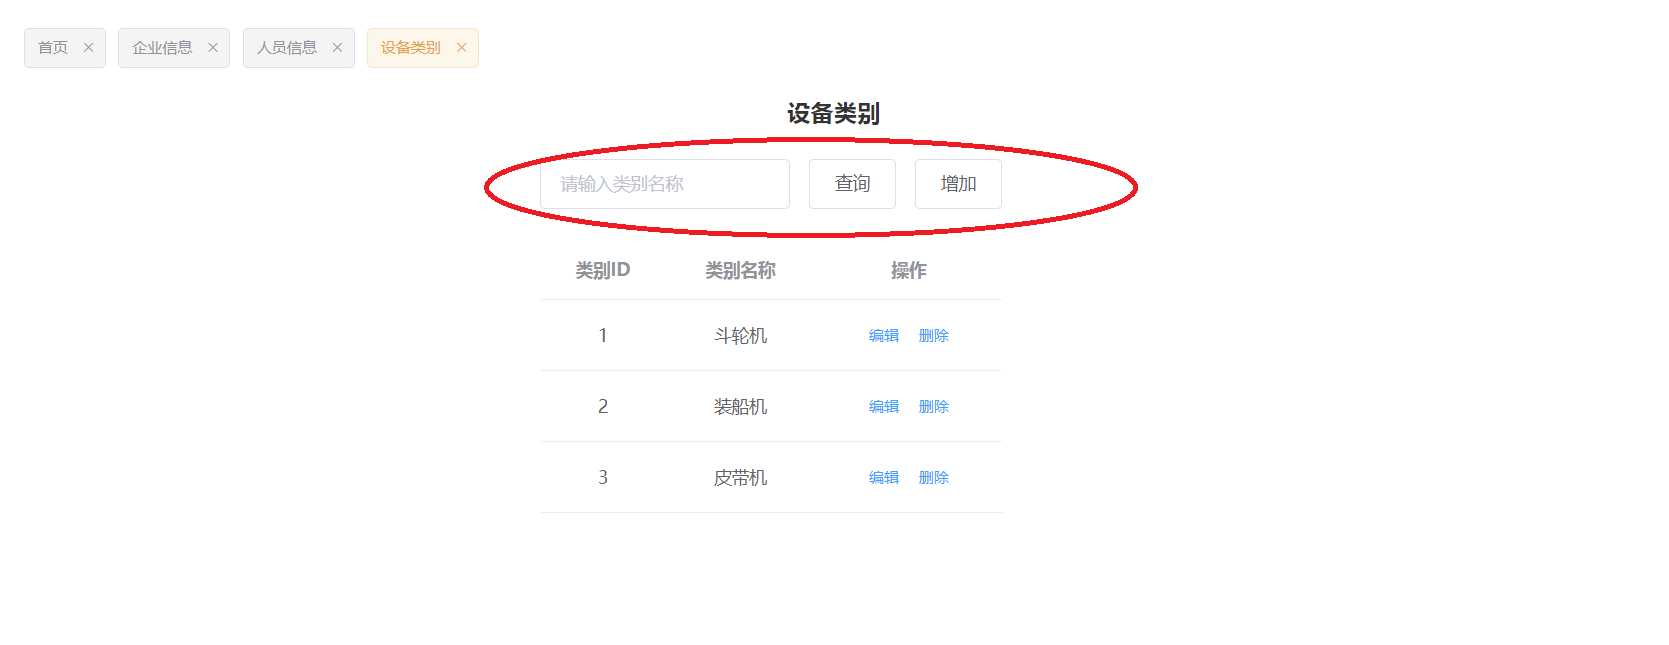 首页 × 企业信息 × 人员信息 × 设备类别 ×
设备类别
请输入类别名称 查询 增加
类别ID 类别名称 操作
1 斗轮机 编辑 删除
2 装船机 编辑 删除
3 皮带机 编辑 删除